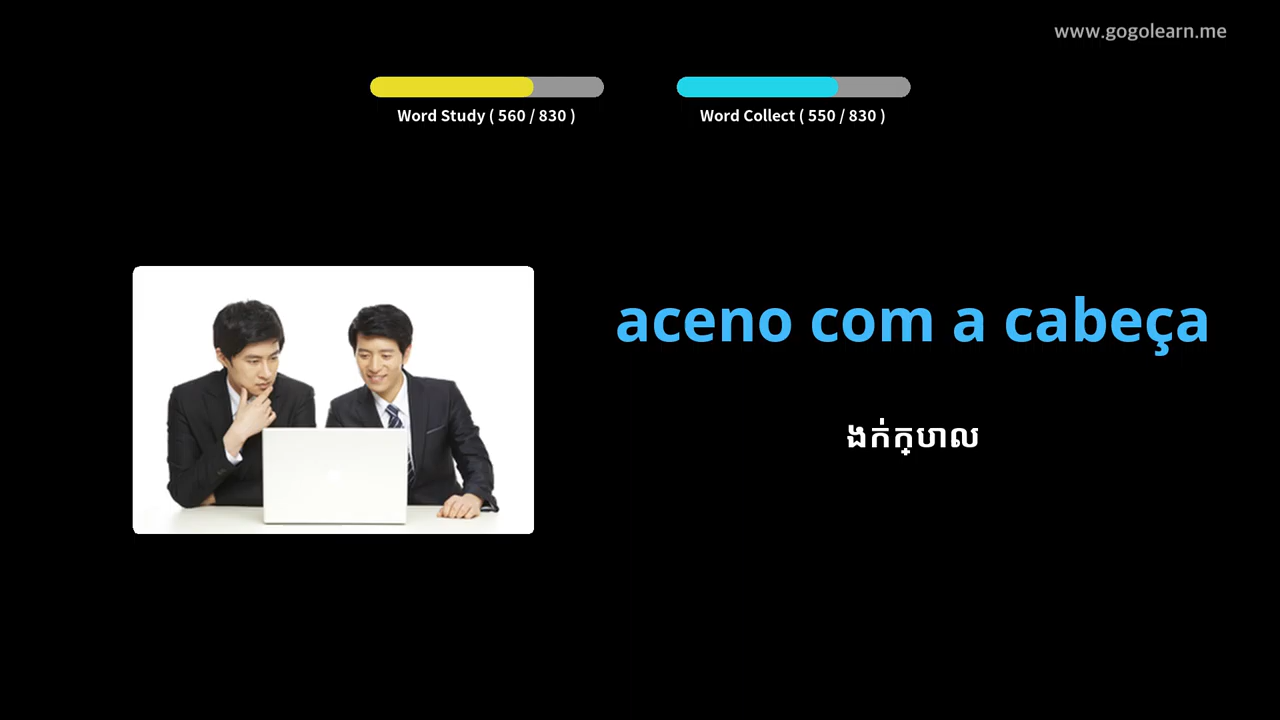 www.gogolearn.me
Word Study ( 560 / 830 )
Word Collect ( 550 / 830 )
aceno com a cabeça
ងក់ក្បាល